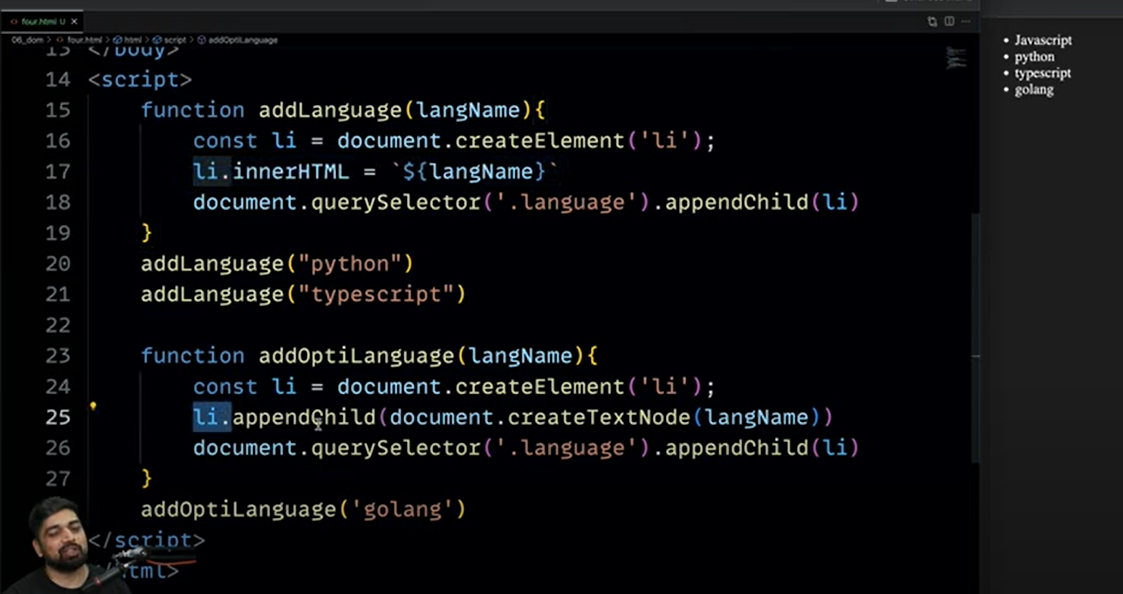 four.html U ×
06_dom > four.html > html > script > addOptiLanguage
13 </body>
14 <script>
15 function addLanguage(langName){
16 const li = document.createElement('li');
17 li.innerHTML = `${langName}`
18 document.querySelector('.language').appendChild(li)
19 }
20 addLanguage("python")
21 addLanguage("typescript")
22
23 function addOptiLanguage(langName){
24 const li = document.createElement('li');
25 li.appendChild(document.createTextNode(langName))
26 document.querySelector('.language').appendChild(li)
27 }
addOptiLanguage('golang')
</script>
html>
• Javascript
• python
• typescript
• golang